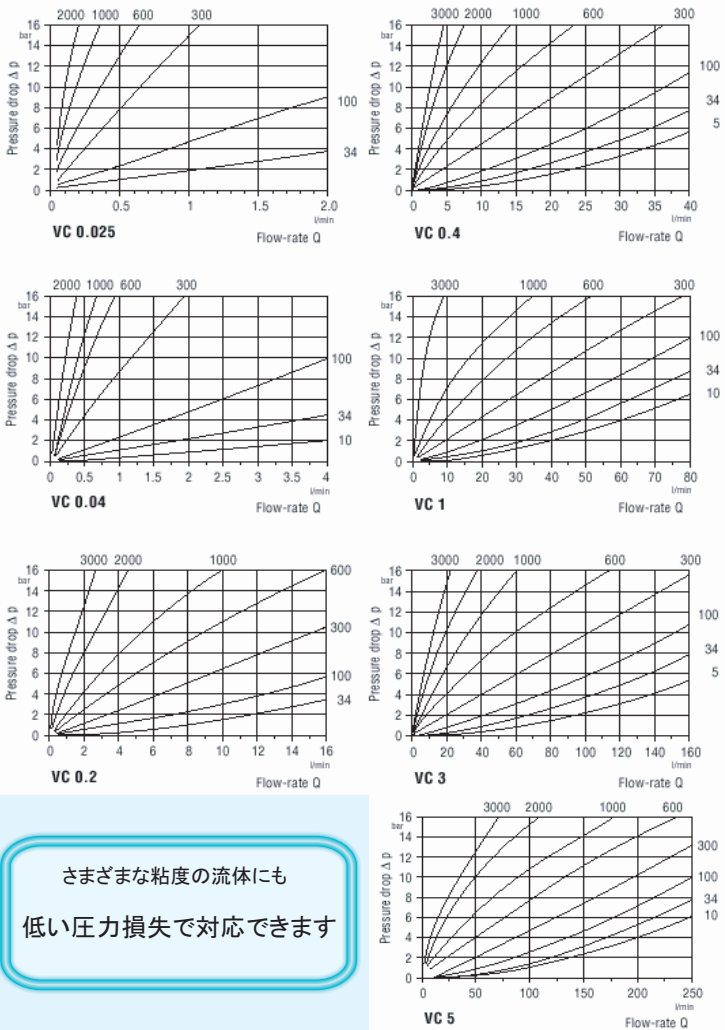 2000 1000 600 300
16
bar
14
12
10
8
6
4
2
0
Pressure drop Δ p
100
34
0 0.5 1 1.5 2.0
l/min
VC 0.025
Flow-rate Q
3000 2000 1000 600 300
16
bar
14
12
10
8
6
4
2
0
Pressure drop Δ p
100
34
5
0 5 10 15 20 25 30 35 40
l/min
VC 0.4
Flow-rate Q
2000 1000 600 300
16
bar
14
12
10
8
6
4
2
0
Pressure drop Δ p
100
34
10
0 0.5 1 1.5 2 2.5 3 3.5 4
l/min
VC 0.04
Flow-rate Q
3000 1000 600 300
16
bar
14
12
10
8
6
4
2
0
Pressure drop Δ p
100
34
10
0 10 20 30 40 50 60 70 80
l/min
VC 1
Flow-rate Q
3000 2000 1000
16
bar
14
12
10
8
6
4
2
0
Pressure drop Δ p
600
300
100
34
0 2 4 6 8 10 12 14 16
l/min
VC 0.2
Flow-rate Q
3000 2000 1000 600 300
16
bar
14
12
10
8
6
4
2
0
Pressure drop Δ p
100
34
5
0 20 40 60 80 100 120 140 160
l/min
VC 3
Flow-rate Q
さまざまな粘度の流体にも
低い圧力損失で対応できます
3000 2000 1000 600
16
bar
14
12
10
8
6
4
2
0
Pressure drop Δ p
300
100
34
10
0 50 100 150 200 250
l/min
VC 5
Flow-rate Q